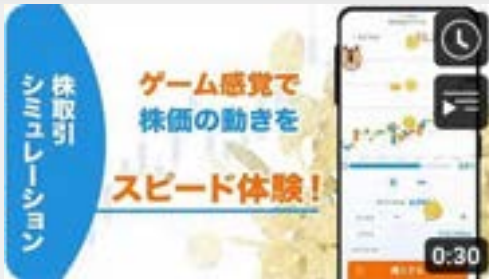 株取引
シミュレーション
ゲーム感覚で
株価の動きを
スピード体験!
0:30